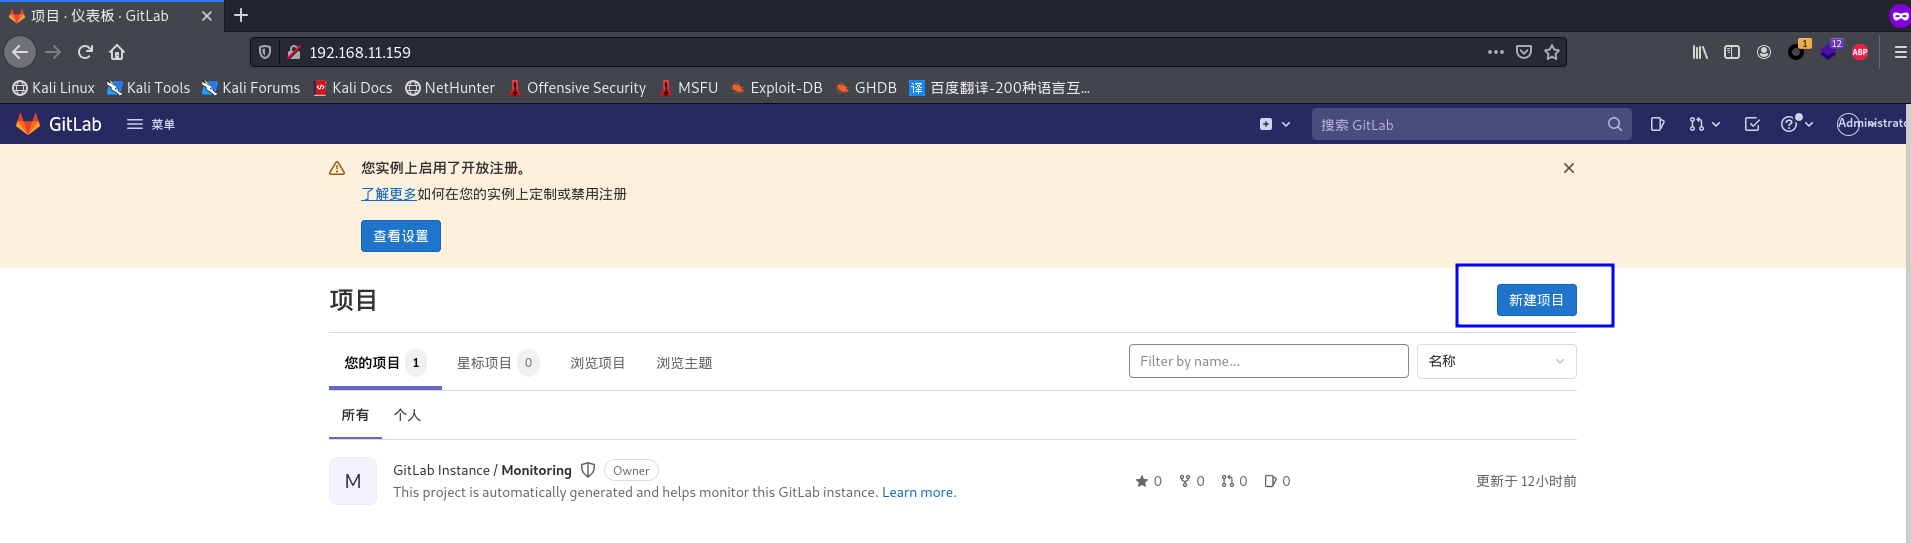 项目 · 仪表板 · GitLab
192.168.11.159
1
12
ABP
Kali Linux Kali Tools Kali Forums Kali Docs NetHunter Offensive Security MSFU Exploit-DB GHDB 译 百度翻译-200种语言互...
GitLab 菜单 搜索 GitLab Administrato
您实例上启用了开放注册。
了解更多如何在您的实例上定制或禁用注册
查看设置
项目 新建项目
您的项目 1 星标项目 0 浏览项目 浏览主题 Filter by name... 名称
所有 个人
M GitLab Instance / Monitoring Owner
This project is automatically generated and helps monitor this GitLab instance. Learn more.
0 0 0 0 更新于 12小时前